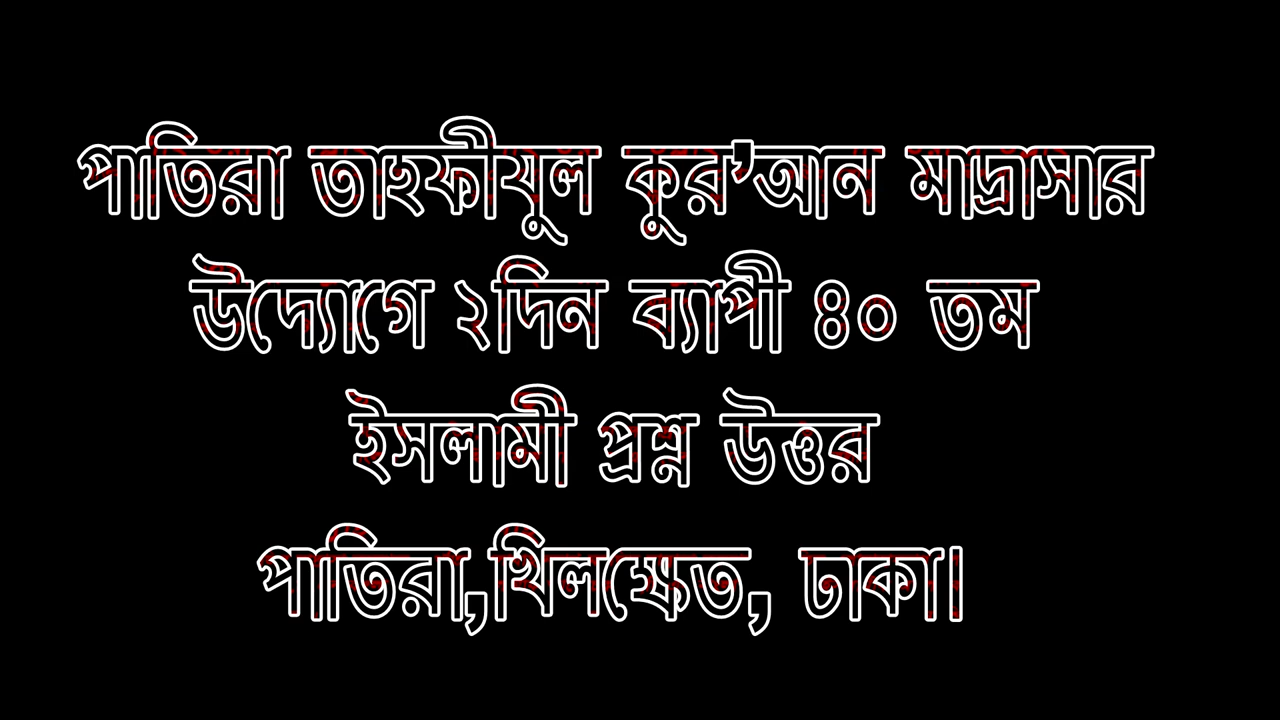 পাতিরা তাহফীযুল কুর’আন মাদ্রাসার
উদ্যোগে ২দিন ব্যাপী ৪০ তম
ইসলামী প্রশ্ন উত্তর
পাতিরা,খিলক্ষেত, ঢাকা।